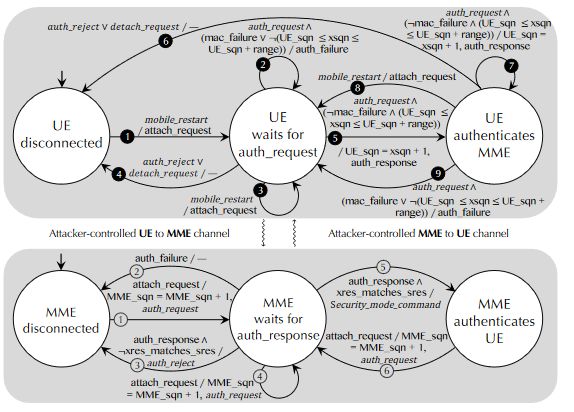 auth_reject ∨ detach_request / —
6
auth_request ∧
(mac_failure ∨ ¬(UE_sqn ≤ xsqn ≤
UE_sqn + range)) / auth_failure
2
auth_request ∧
(¬mac_failure ∧ (UE_sqn ≤ xsqn
≤ UE_sqn + range)) / UE_sqn =
xsqn + 1, auth_response
7
UE
disconnected
mobile_restart
/ attach_request
1
4
auth_reject ∨
detach_request / —
UE
waits for
auth_request
mobile_restart
/ attach_request
3
mobile_restart / attach_request
8
auth_request ∧
(¬mac_failure ∧ (UE_sqn ≤
xsqn ≤ UE_sqn + range))
5
/ UE_sqn = xsqn + 1,
auth_response
9
UE
authenticates
MME
auth_request ∧
(mac_failure ∨ ¬(UE_sqn ≤ xsqn ≤ UE_sqn +
range)) / auth_failure
Attacker-controlled UE to MME channel
Attacker-controlled MME to UE channel
MME
disconnected
auth_failure / —
2
attach_request /
MME_sqn = MME_sqn + 1,
auth_request
1
auth_response ∧
¬xres_matches_sres /
3 auth_reject
attach_request / MME_sqn
= MME_sqn + 1, auth_request
4
MME
waits for
auth_response
5
auth_response ∧
xres_matches_sres /
Security_mode_command
attach_request / MME_sqn
= MME_sqn + 1,
auth_request
6
MME
authenticates
UE